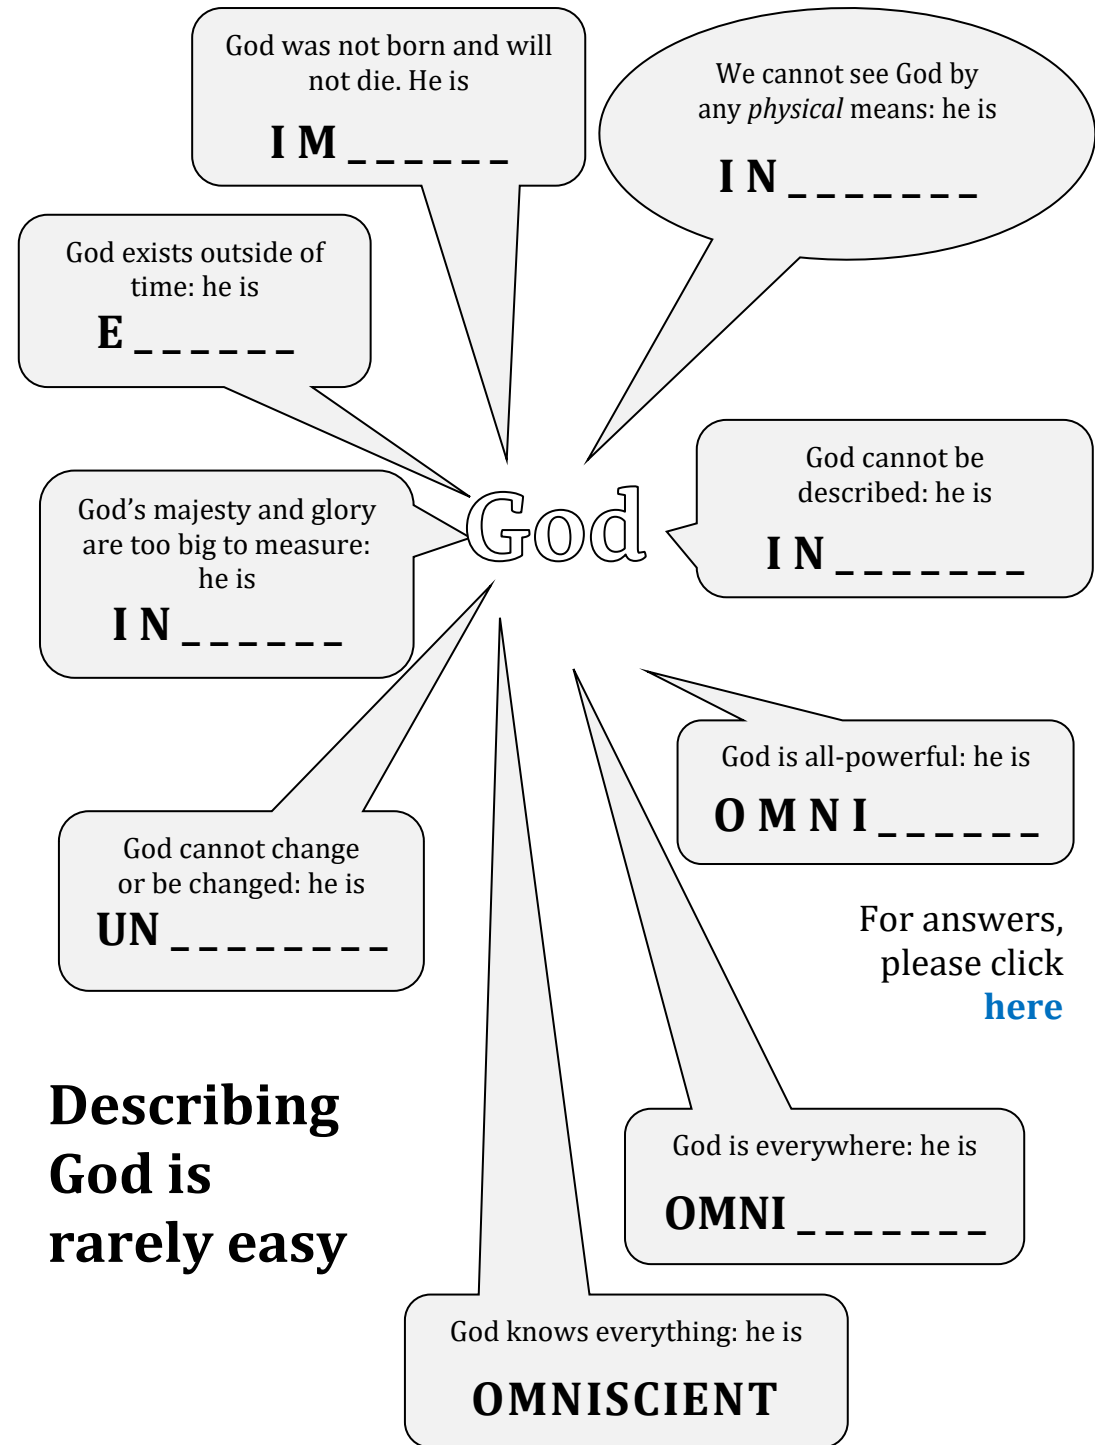 God was not born and will
not die. He is
I M _ _ _ _ _ _
We cannot see God by
any physical means: he is
I N _ _ _ _ _ _ _
God exists outside of
time: he is
E _ _ _ _ _ _
God cannot be
described: he is
I N _ _ _ _ _ _ _
God’s majesty and glory
are too big to measure:
he is
I N _ _ _ _ _ _
God
God is all-powerful: he is
O M N I _ _ _ _ _ _
God cannot change
or be changed: he is
UN _ _ _ _ _ _ _ _
For answers,
please click
here
Describing
God is
rarely easy
God is everywhere: he is
OMNI _ _ _ _ _ _ _
God knows everything: he is
OMNISCIENT